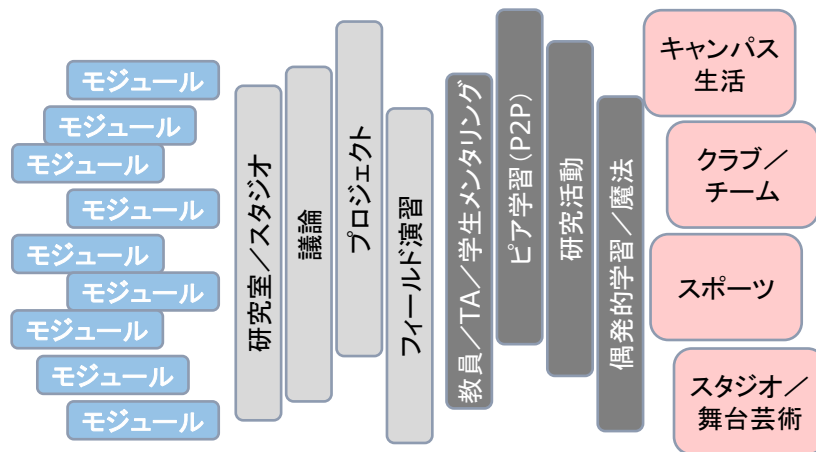 モジュール
モジュール
モジュール
モジュール
モジュール
モジュール
モジュール
モジュール
モジュール
研究室／スタジオ
議論
プロジェクト
フィールド演習
教員／TA／学生メンタリング
ピア学習（P2P）
研究活動
偶発的学習／魔法
キャンパス
生活
クラブ／
チーム
スポーツ
スタジオ／
舞台芸術